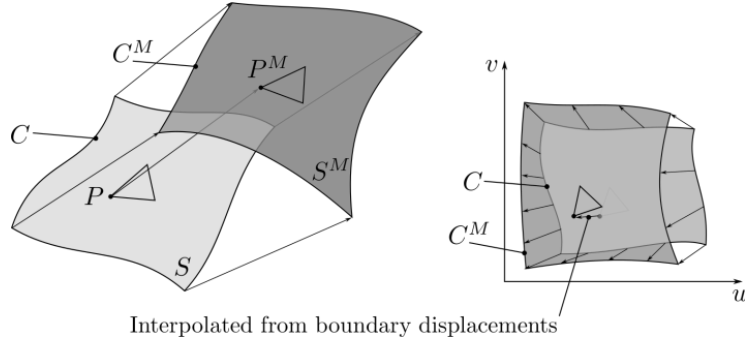 C^M
P^M
C
P
S^M
S
v
C
C^M
u
Interpolated from boundary displacements